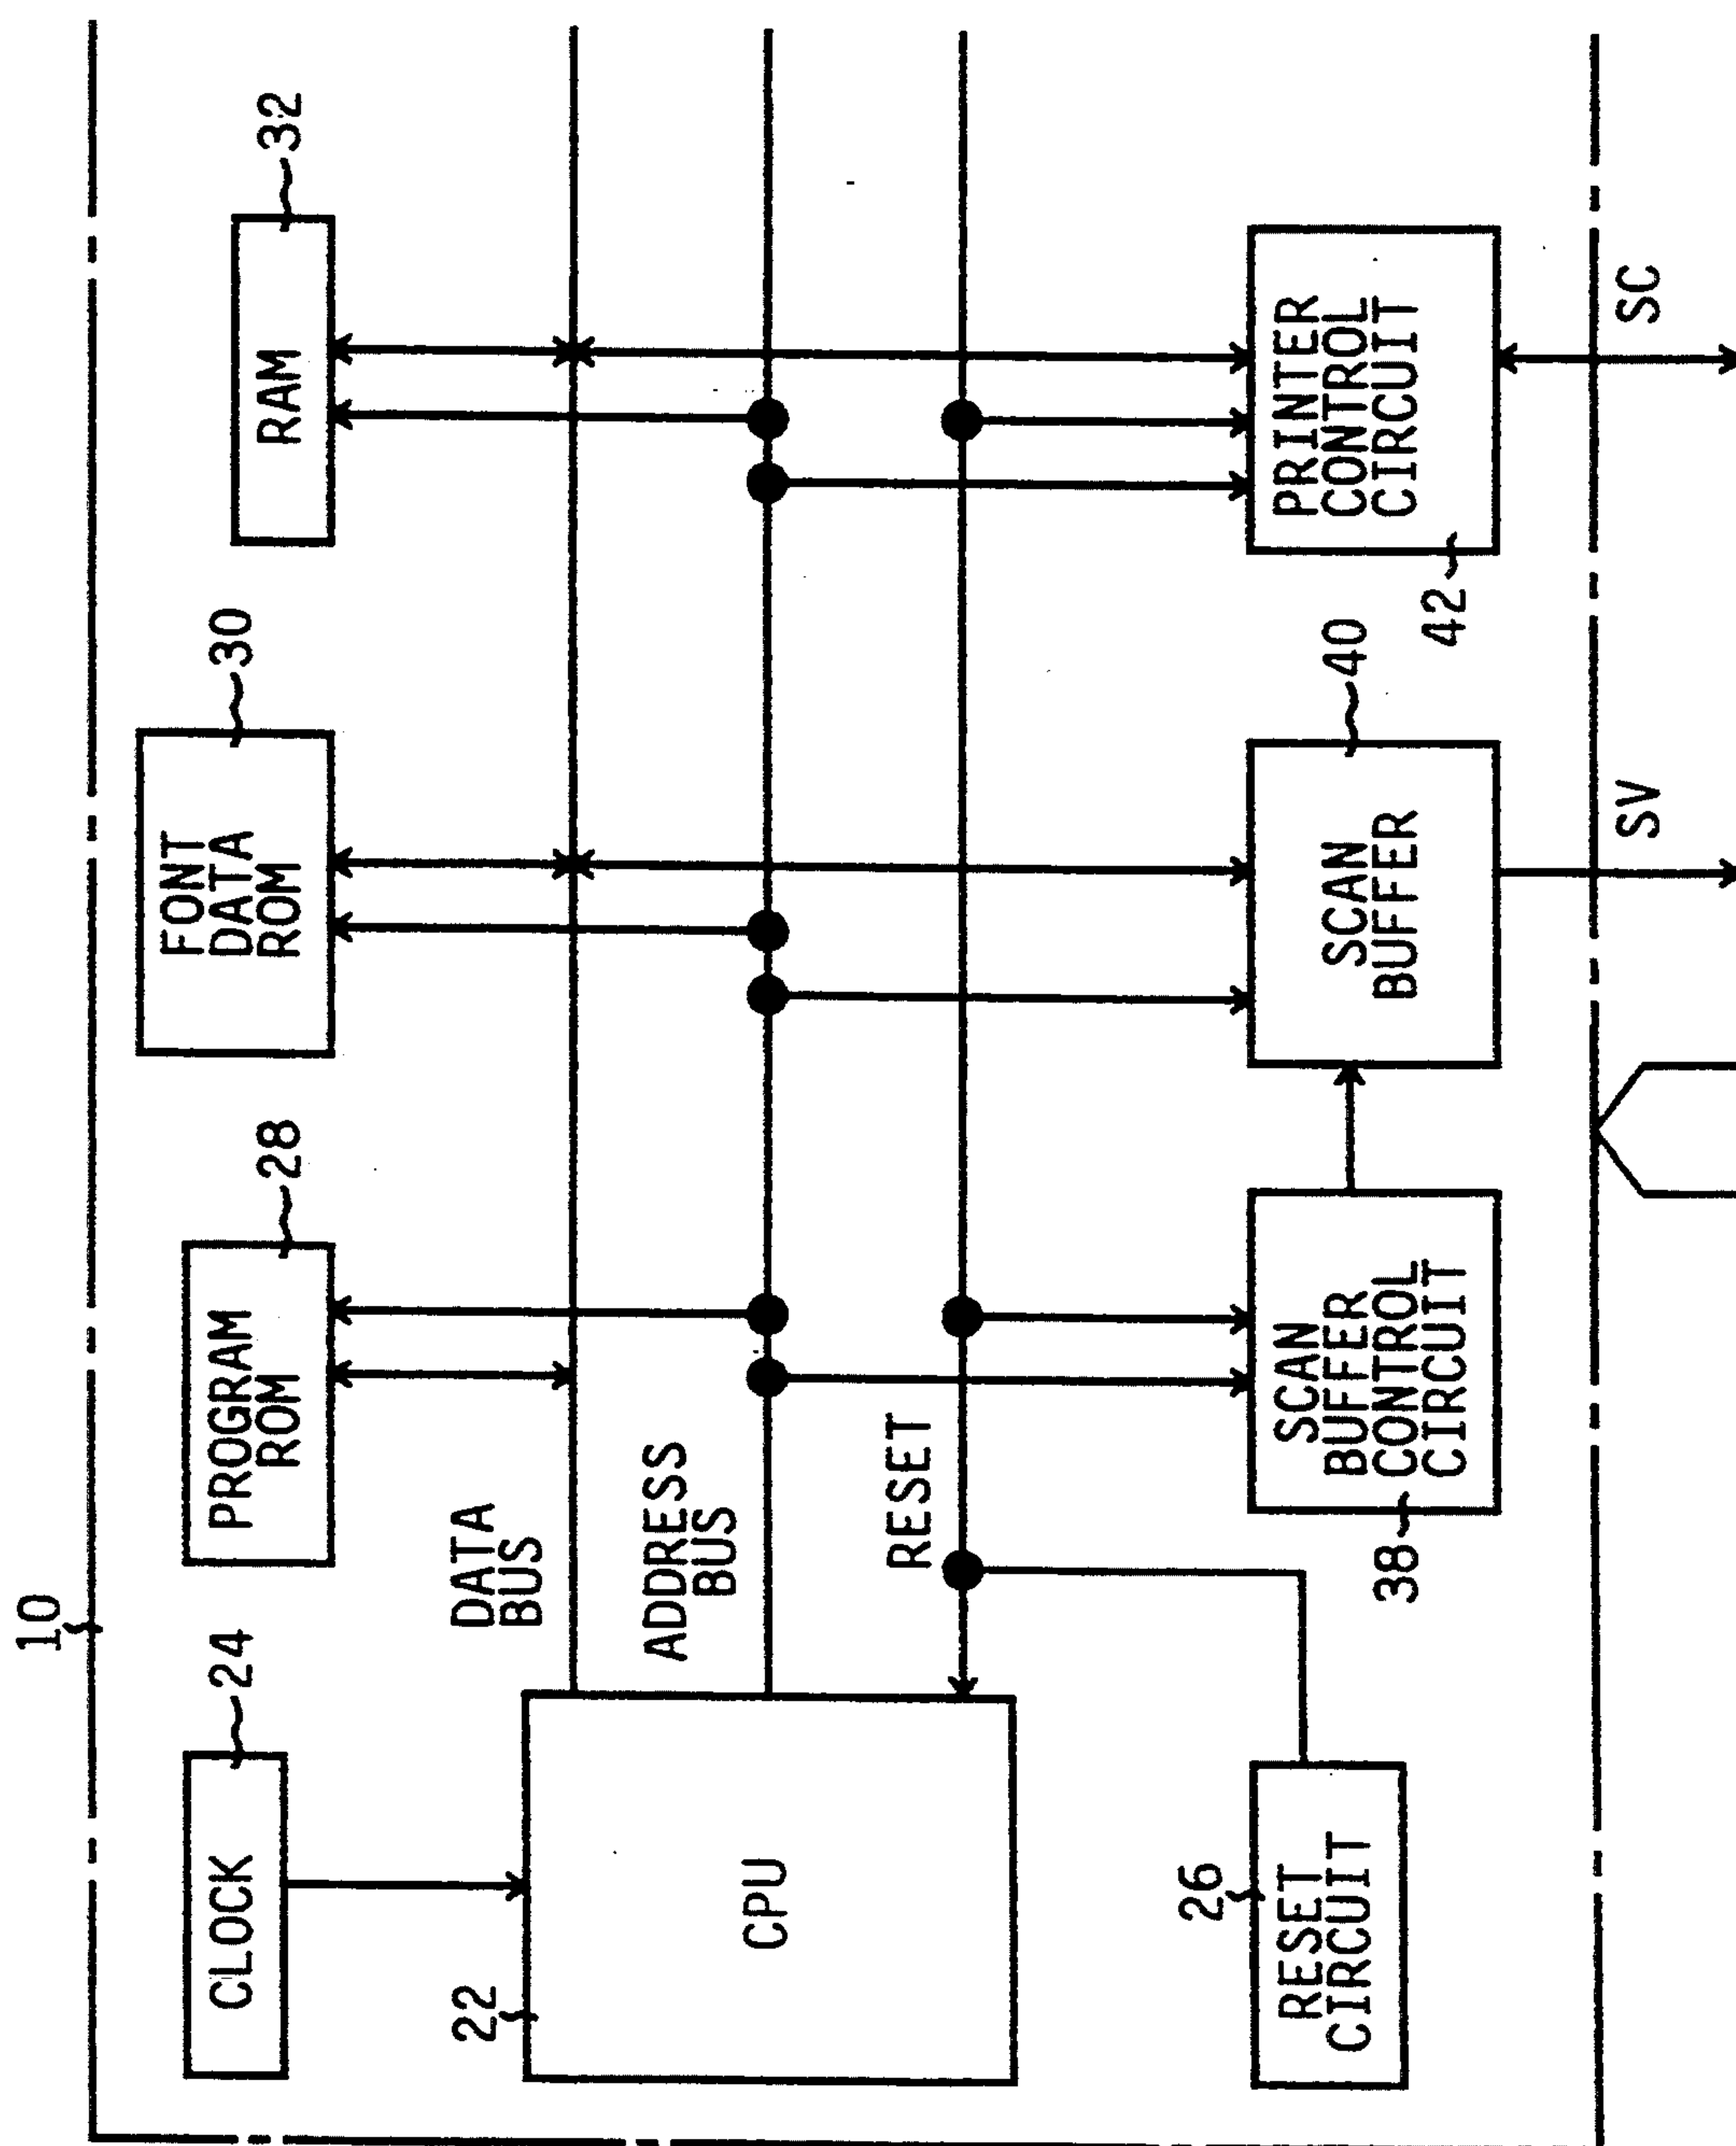 10
CLOCK
24
PROGRAM
ROM
28
FONT
DATA
ROM
30
RAM
32
22
CPU
DATA
BUS
ADDRESS
BUS
RESET
26
RESET
CIRCUIT
38
SCAN
BUFFER
CONTROL
CIRCUIT
SCAN
BUFFER
40
PRINTER
CONTROL
CIRCUIT
42
SV
SC